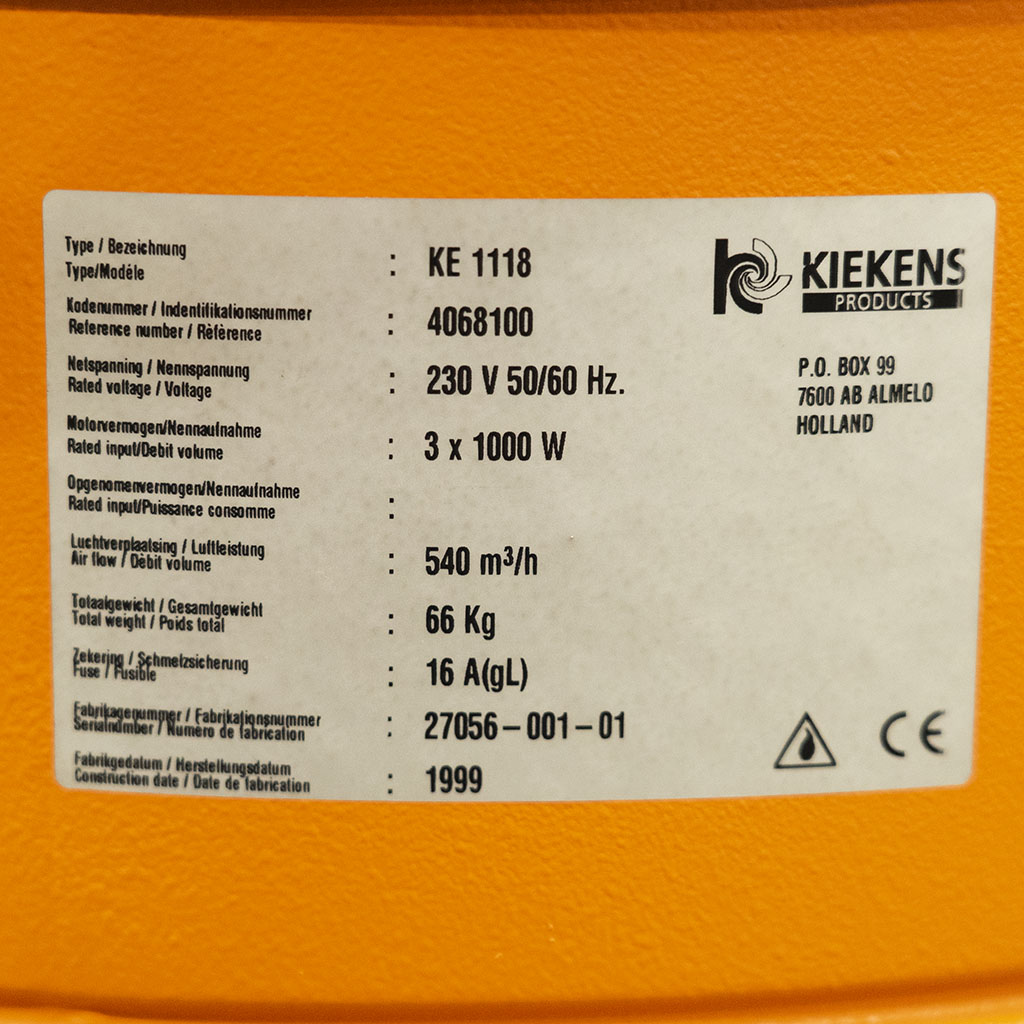 Type / Bezeichnung
Type/Modéle
: KE 1118
Kodenummer / Indentifikationsnummer
Reference number / Rèfèrence
: 4068100
Netspanning / Nennspannung
Rated voltage / Voltage
: 230 V 50/60 Hz.
Motorvermogen/Nennaufnahme
Rated input/Debit volume
: 3 x 1000 W
Opgenomenvermogen/Nennaufnahme
Rated input/Puissance consomme
:
Luchtverplaatsing / Luftleistung
Air flow / Dèbit volume
: 540 m³/h
Totaalgewicht / Gesamtgewicht
Total weight / Poids total
: 66 Kg
Zekering / Schmelzsicherung
Fuse / Fusible
: 16 A(gL)
Fabrikagenummer / Fabrikationsnummer
Serialnumber / Numero de fabrication
: 27056-001-01
Fabrikgedatum / Herstellungsdatum
Construction date / Date de fabrication
: 1999
KIEKENS
PRODUCTS
P.O. BOX 99
7600 AB ALMELO
HOLLAND
CE